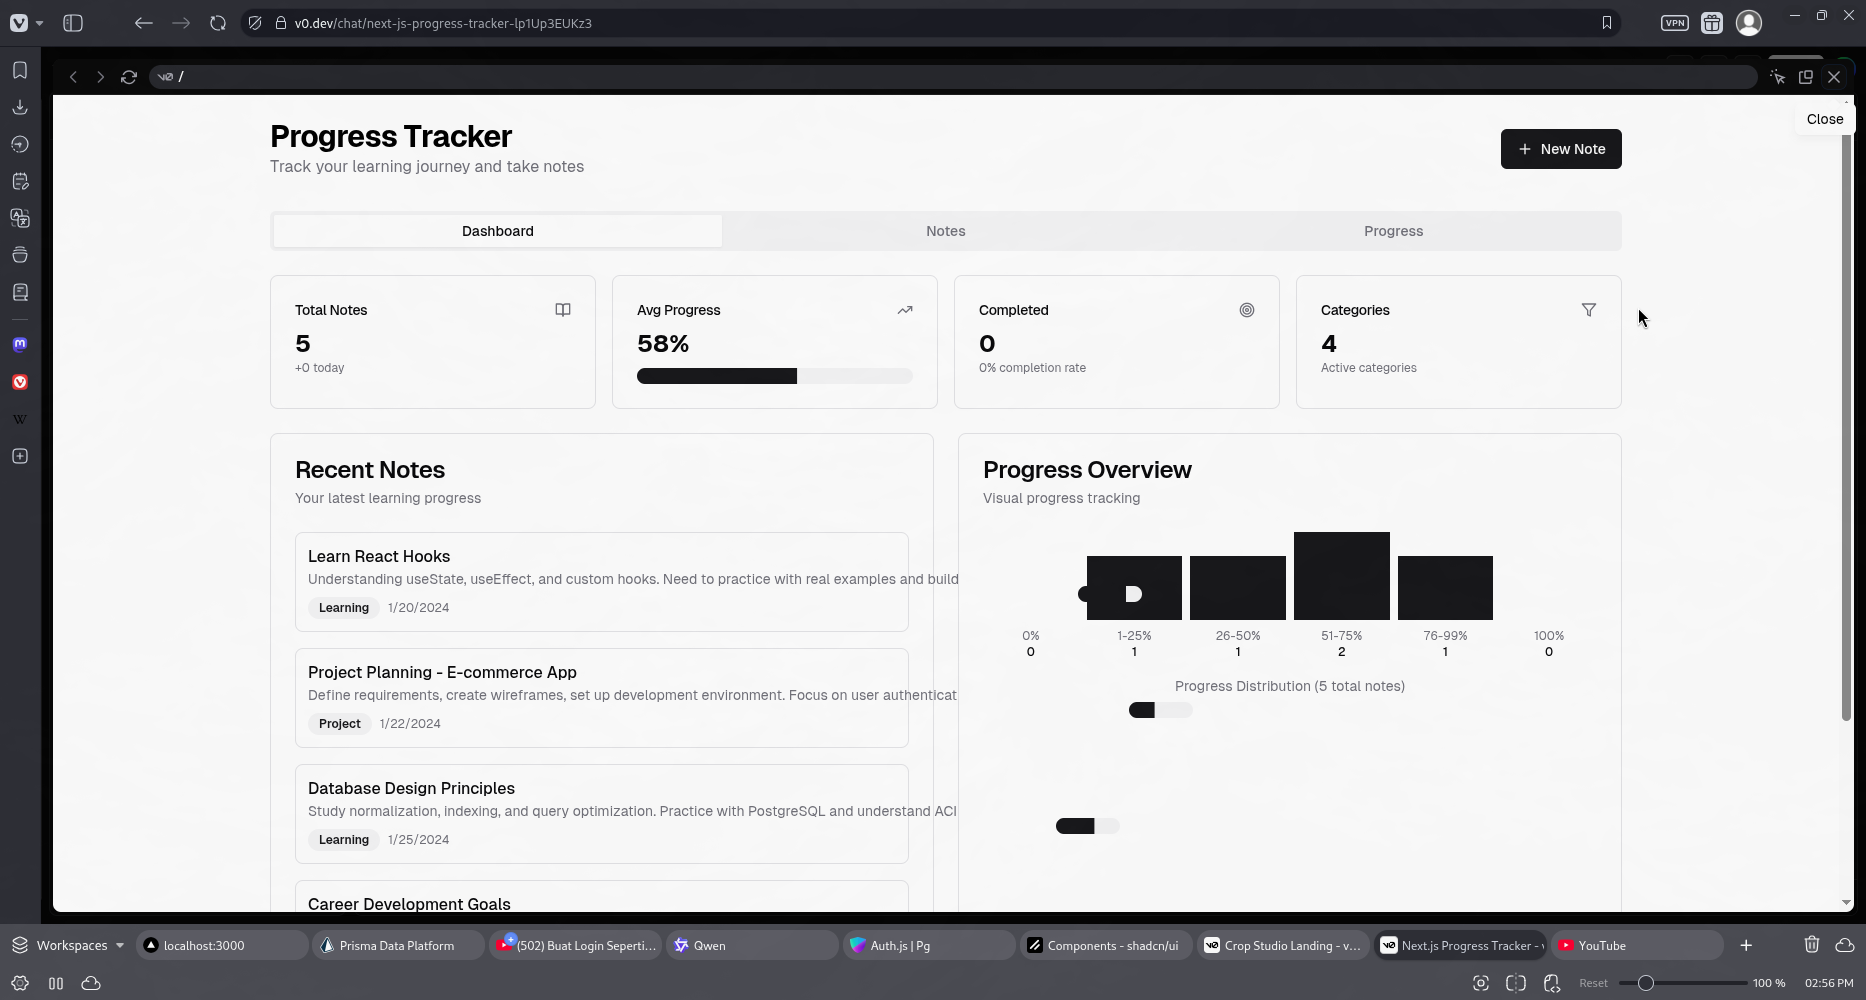 v0.dev/chat/next-js-progress-tracker-lp1Up3EUKz3
VPN
/
Close
Progress Tracker
Track your learning journey and take notes
New Note
Dashboard
Notes
Progress
Total Notes
5
+0 today
Avg Progress
58%
Completed
0
0% completion rate
Categories
4
Active categories
Recent Notes
Your latest learning progress
Learn React Hooks
Understanding useState, useEffect, and custom hooks. Need to practice with real examples and build
Learning 1/20/2024
Project Planning - E-commerce App
Define requirements, create wireframes, set up development environment. Focus on user authenticat
Project 1/22/2024
Database Design Principles
Study normalization, indexing, and query optimization. Practice with PostgreSQL and understand ACI
Learning 1/25/2024
Career Development Goals
Progress Overview
Visual progress tracking
0% 1-25% 26-50% 51-75% 76-99% 100%
0 1 1 2 1 0
Progress Distribution (5 total notes)
Workspaces
localhost:3000
Prisma Data Platform
(502) Buat Login Seperti...
Qwen
Auth.js | Pg
Components - shadcn/ui
Crop Studio Landing - v...
Next.js Progress Tracker -
YouTube
Reset
100 %
02:56 PM